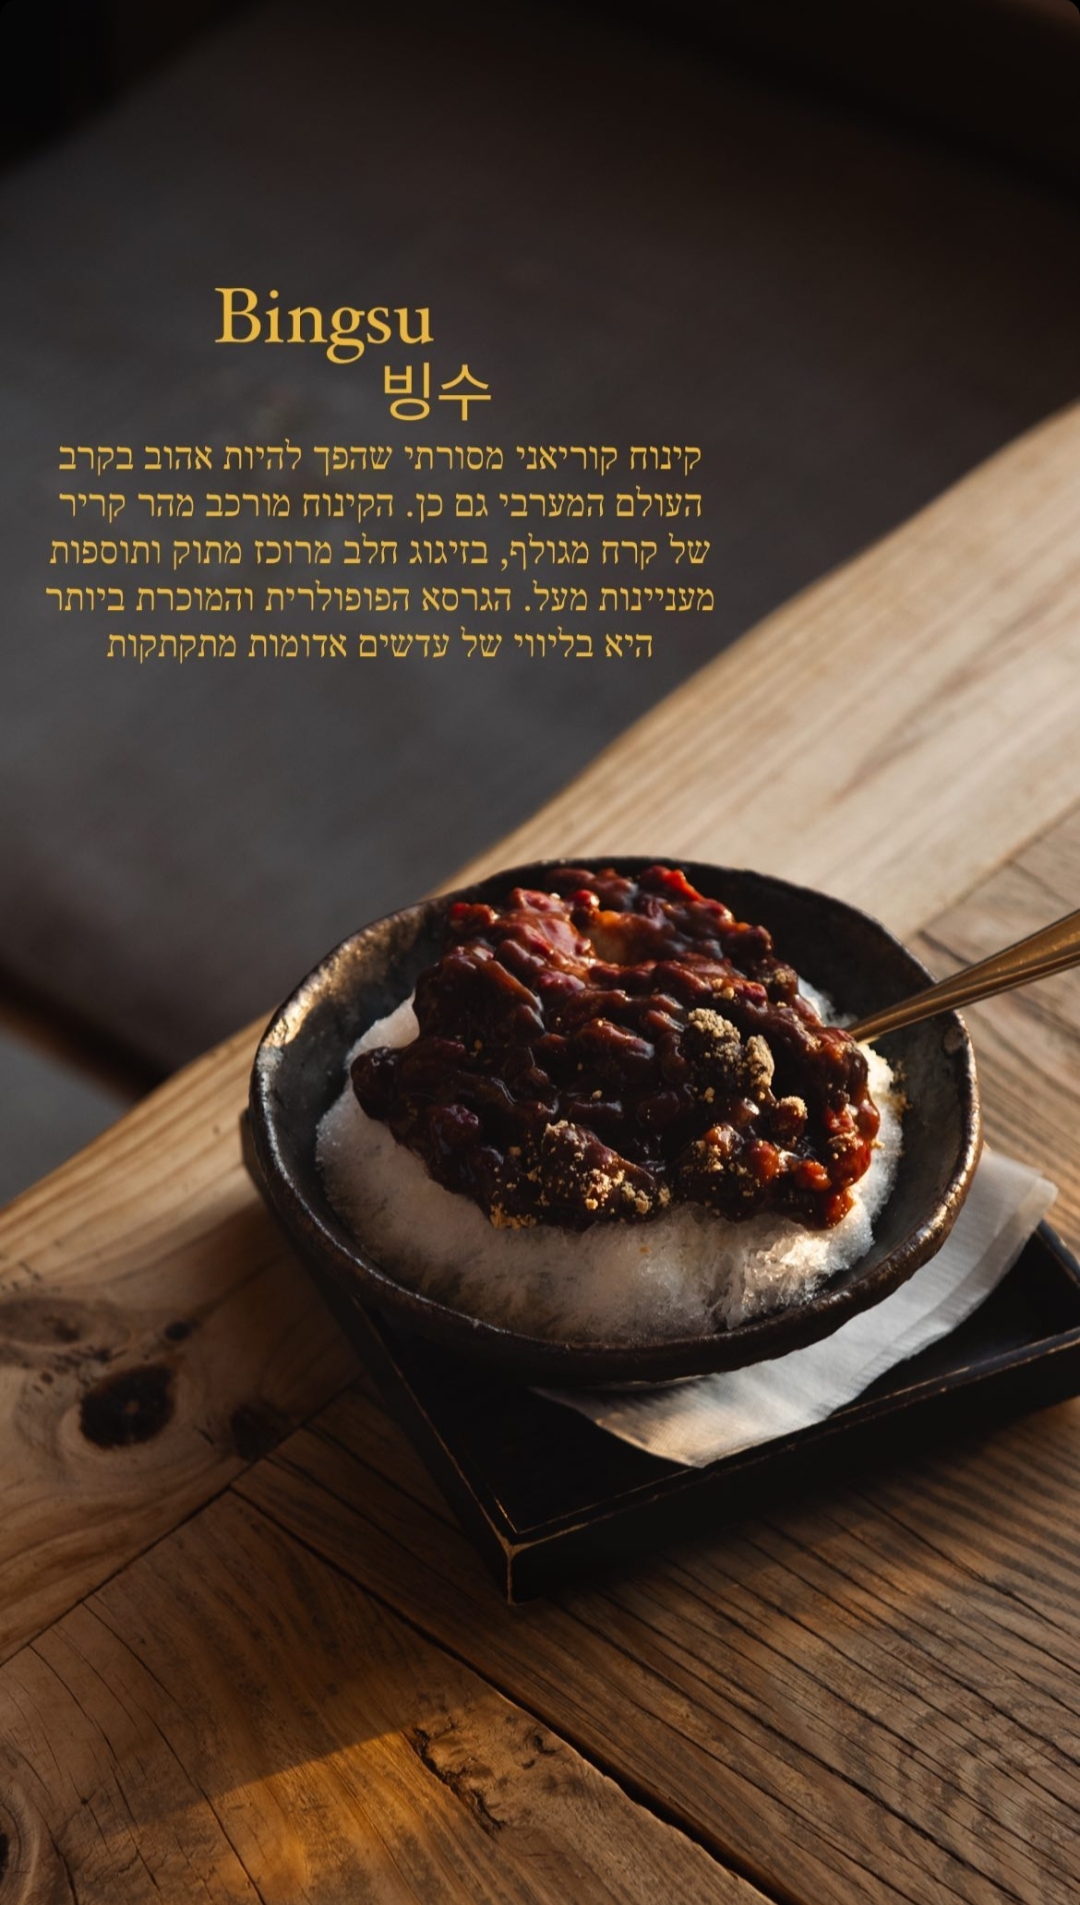 Bingsu
빙수
קינוח קוריאני מסורתי שהפך להיות אהוב בקרב
העולם המערבי גם כן. הקינוח מורכב מהר קריר
של קרח מגולף, בזיגוג חלב מרוכז מתוק ותוספות
מעניינות מעל. הגרסא הפופולרית והמוכרת ביותר
היא בליווי של עדשים אדומות מתקתקות